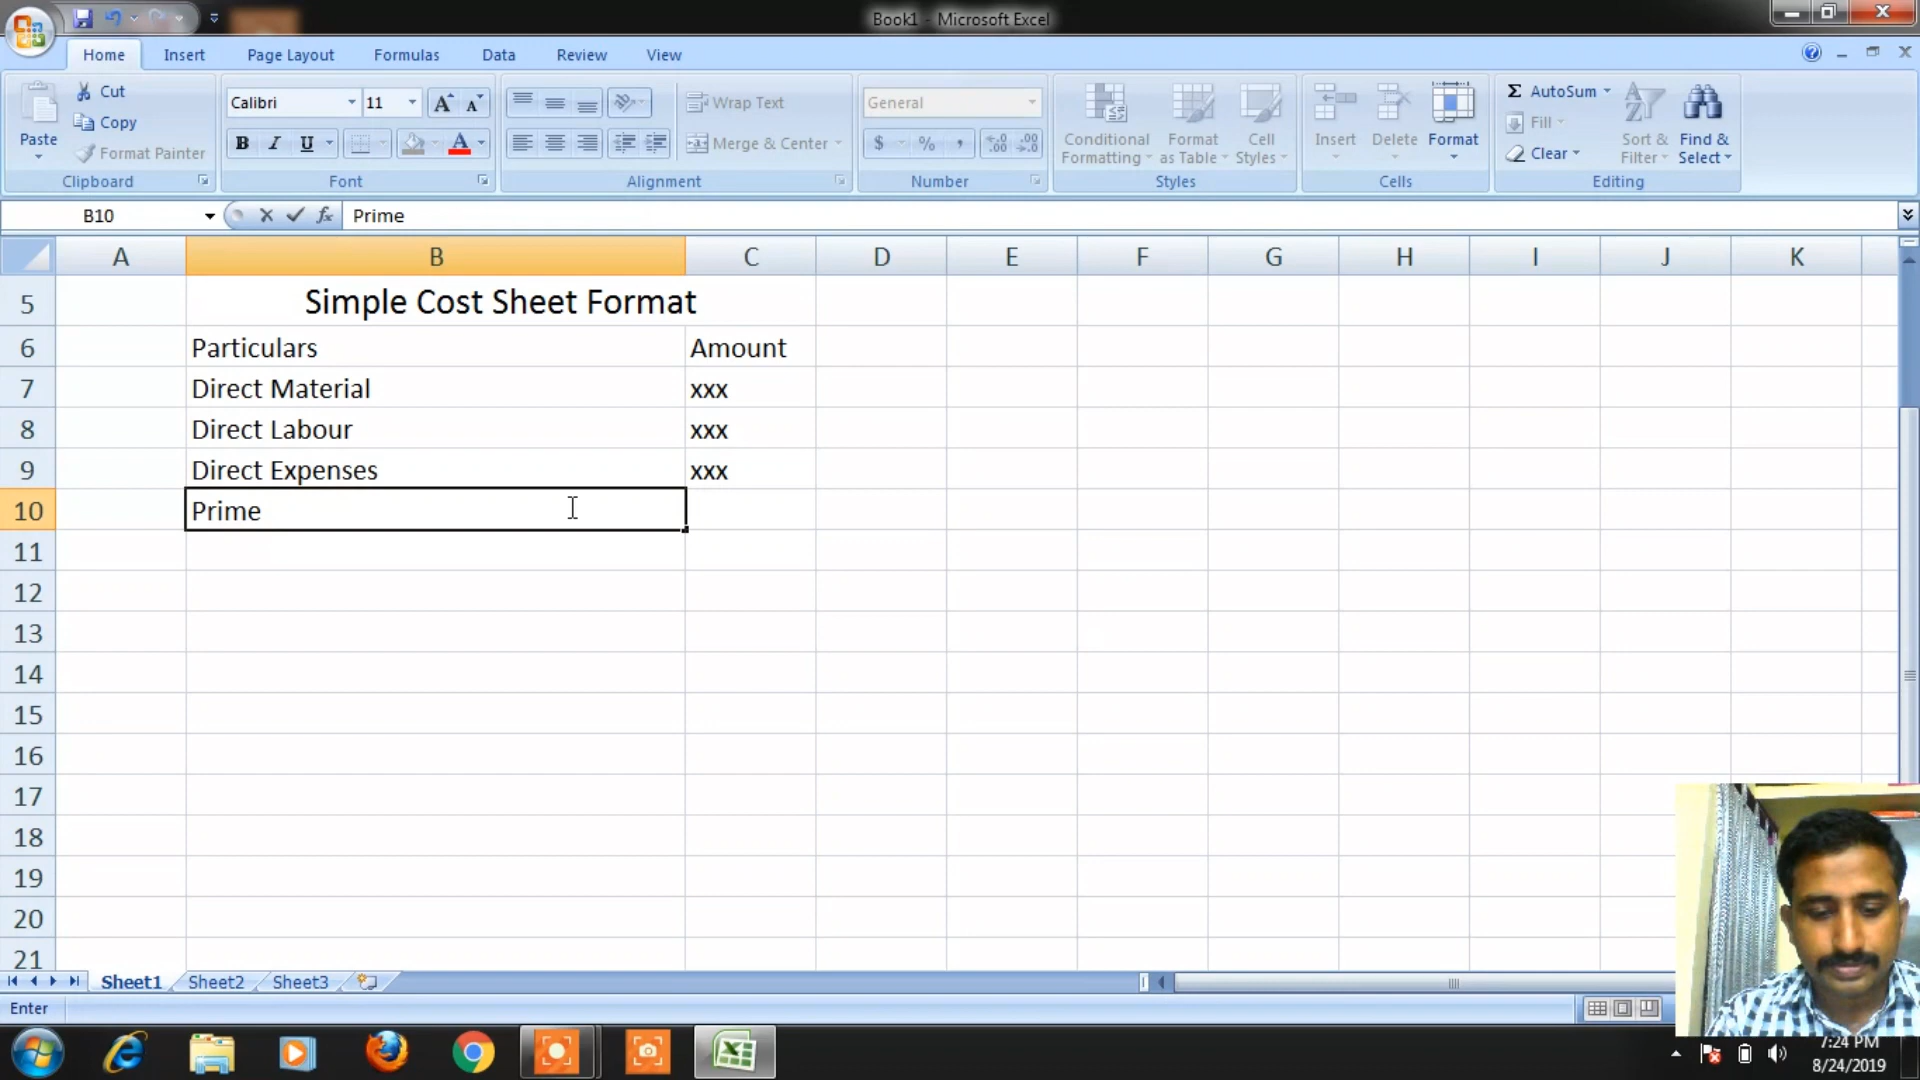 Book1 - Microsoft Excel
Home Insert Page Layout Formulas Data Review View
Paste
Cut
Copy
Format Painter
Clipboard
Calibri 11
B I U A
Font
Wrap Text
Merge & Center
Alignment
General
$ % ,
Number
Conditional Formatting
Format as Table
Cell Styles
Styles
Insert Delete Format
Cells
Σ AutoSum
Fill
Clear
Sort & Filter
Find & Select
Editing
B10 fx Prime
A B C D E F G H I J K
5 Simple Cost Sheet Format
6 Particulars Amount
7 Direct Material xxx
8 Direct Labour xxx
9 Direct Expenses xxx
10 Prime
11
12
13
14
15
16
17
18
19
20
21
Sheet1 Sheet2 Sheet3
Enter
7:24 PM
8/24/2019